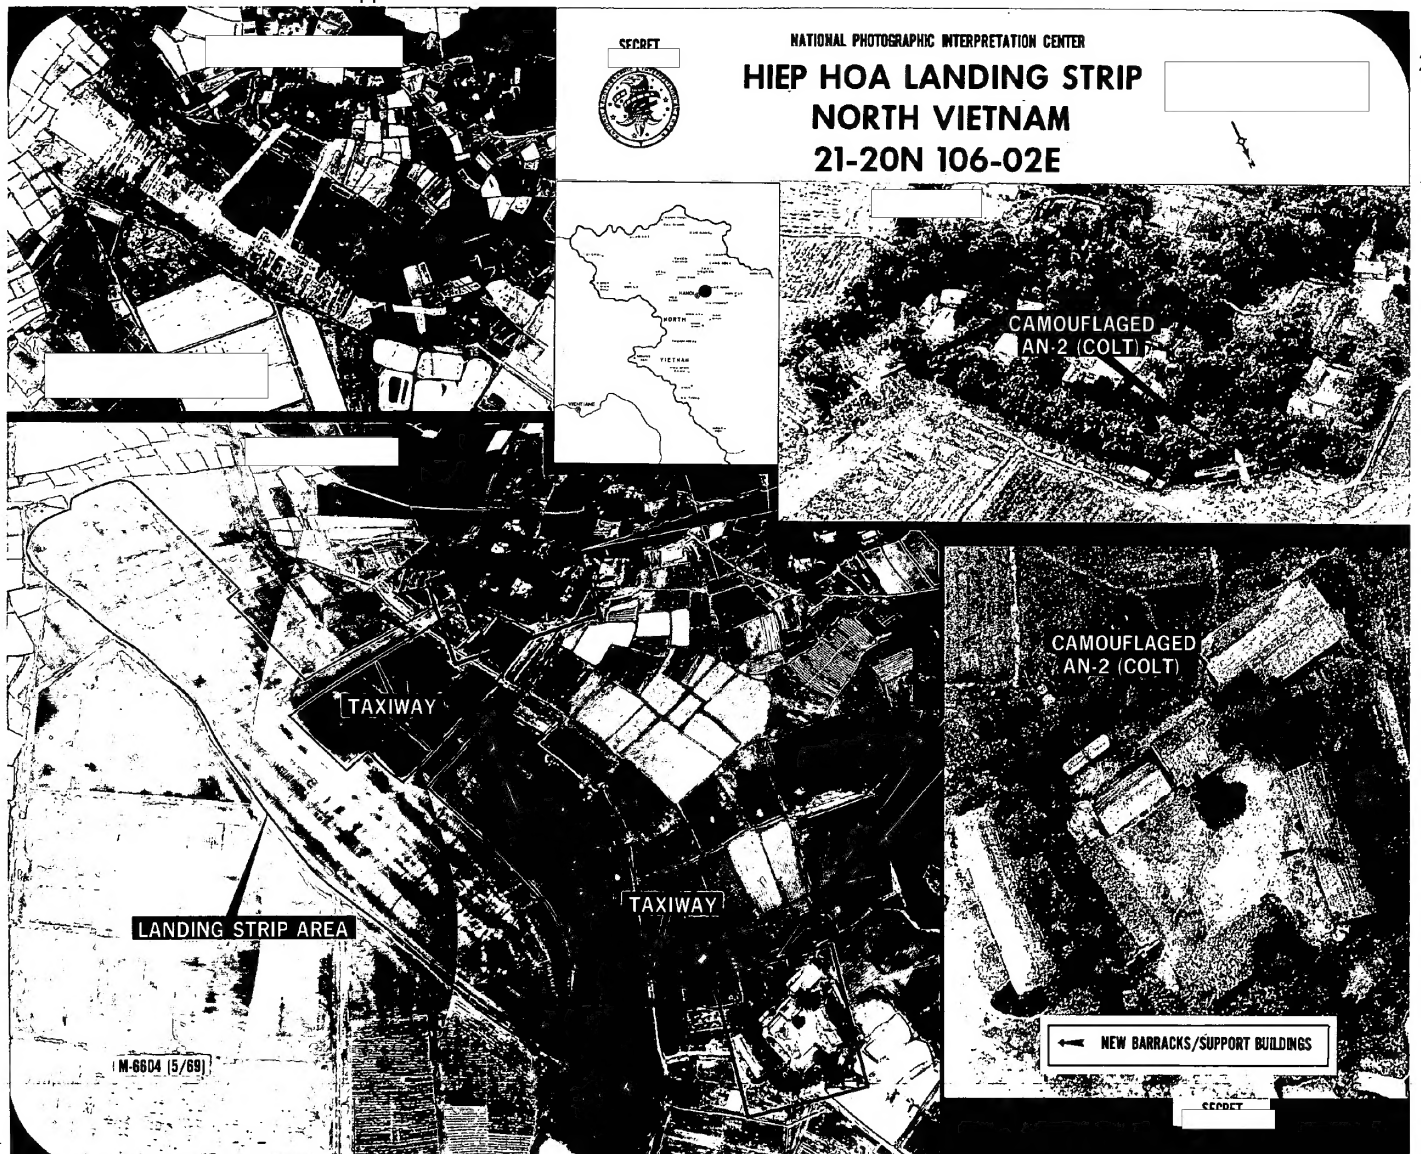 SECRET
NATIONAL PHOTOGRAPHIC INTERPRETATION CENTER
HIEP HOA LANDING STRIP
NORTH VIETNAM
21-20N 106-02E
HANOI
NORTH
VIETNAM
VIENTIANE
CAMOUFLAGED
AN-2 (COLT)
CAMOUFLAGED
AN-2 (COLT)
TAXIWAY
TAXIWAY
LANDING STRIP AREA
M-6604 (5/69)
NEW BARRACKS/SUPPORT BUILDINGS
SECRET